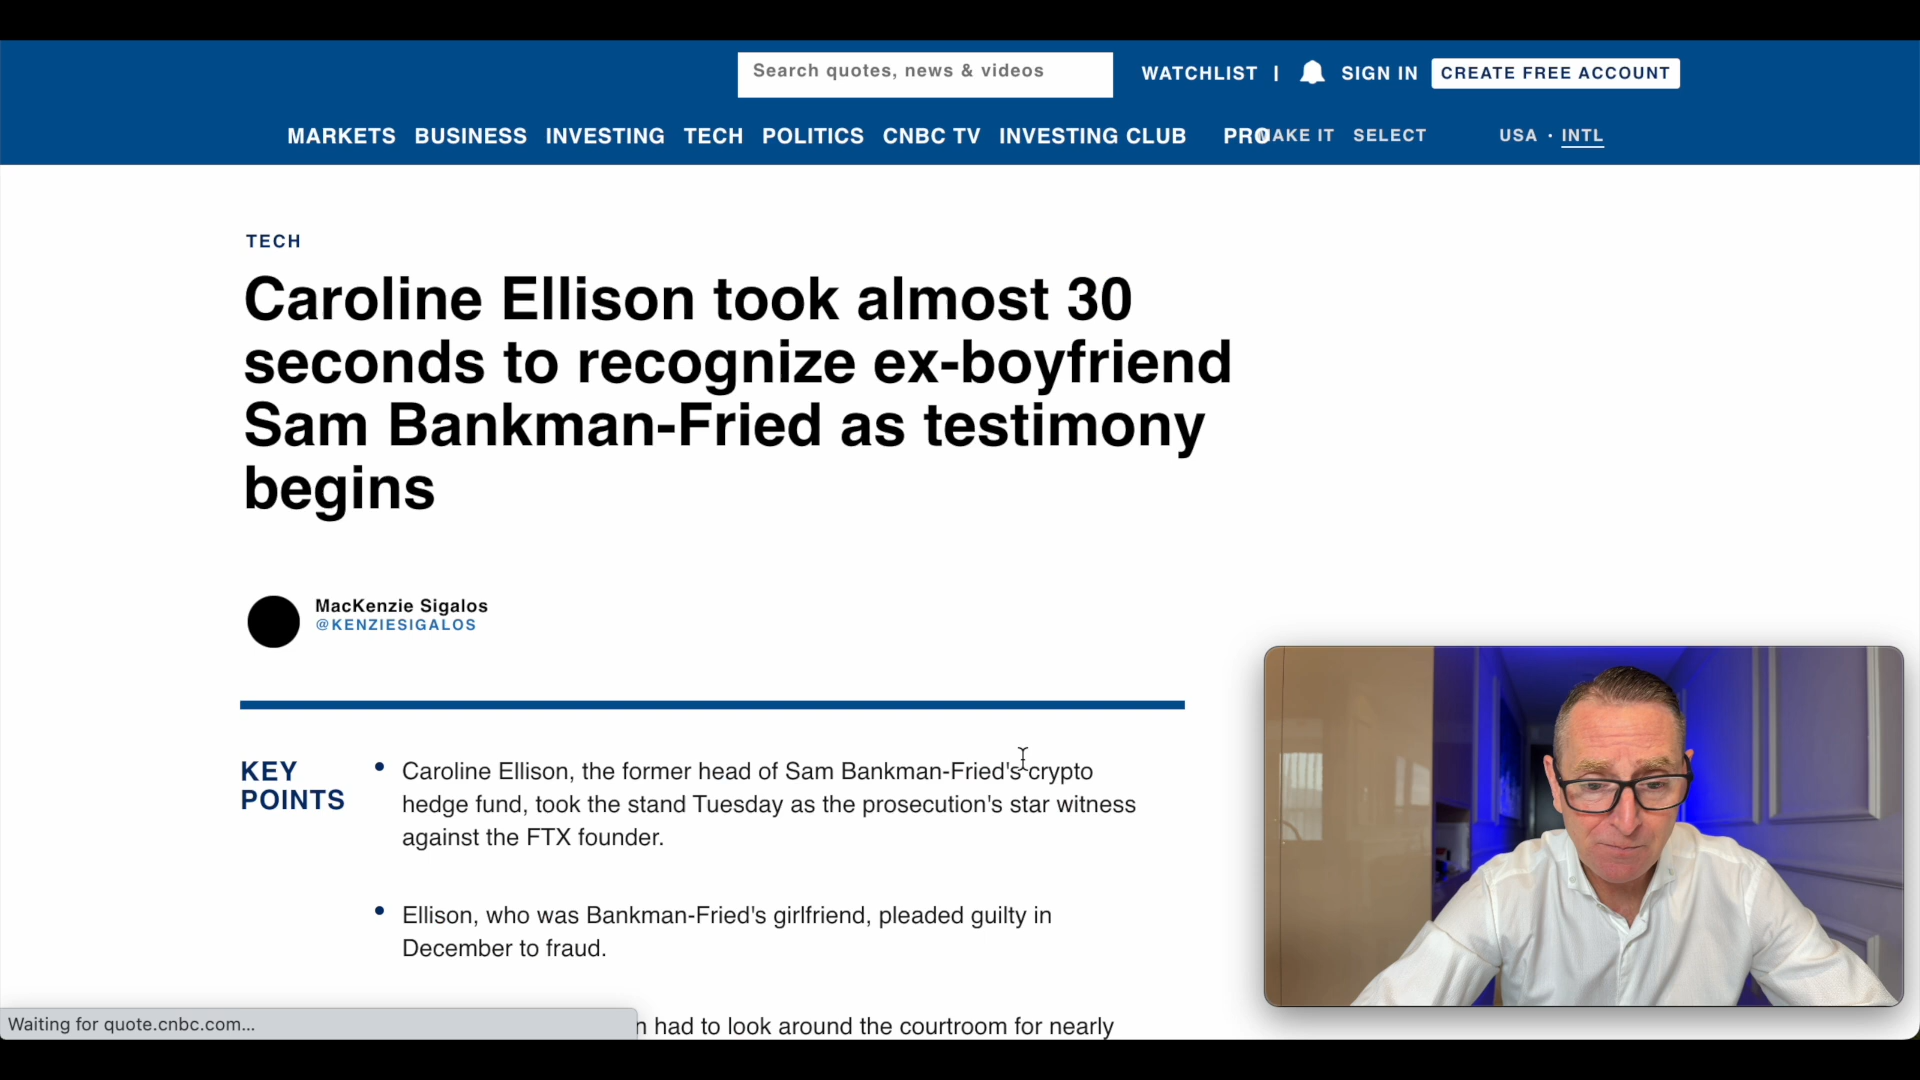 Search quotes, news & videos
WATCHLIST | SIGN IN CREATE FREE ACCOUNT
MARKETS BUSINESS INVESTING TECH POLITICS CNBC TV INVESTING CLUB PRO MAKE IT SELECT USA · INTL
TECH
Caroline Ellison took almost 30
seconds to recognize ex-boyfriend
Sam Bankman-Fried as testimony
begins
MacKenzie Sigalos
@KENZIESIGALOS
KEY
POINTS
• Caroline Ellison, the former head of Sam Bankman-Fried's crypto
hedge fund, took the stand Tuesday as the prosecution's star witness
against the FTX founder.
• Ellison, who was Bankman-Fried's girlfriend, pleaded guilty in
December to fraud.
Waiting for quote.cnbc.com...
had to look around the courtroom for nearly